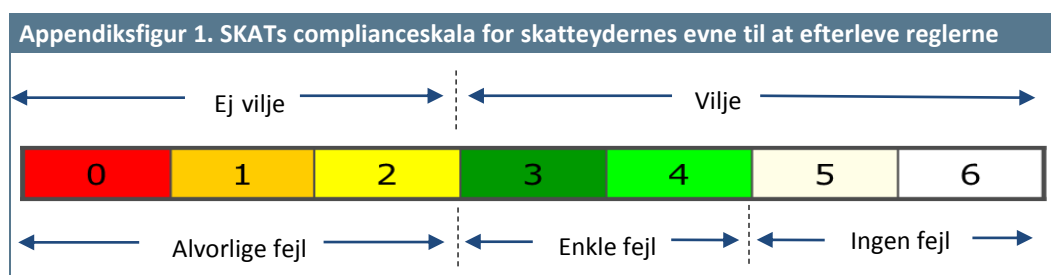 Appendiksfigur 1. SKATs complianceskala for skatteydernes evne til at efterleve reglerne
Ej vilje Vilje
0 1 2 3 4 5 6
Alvorlige fejl Enkle fejl Ingen fejl